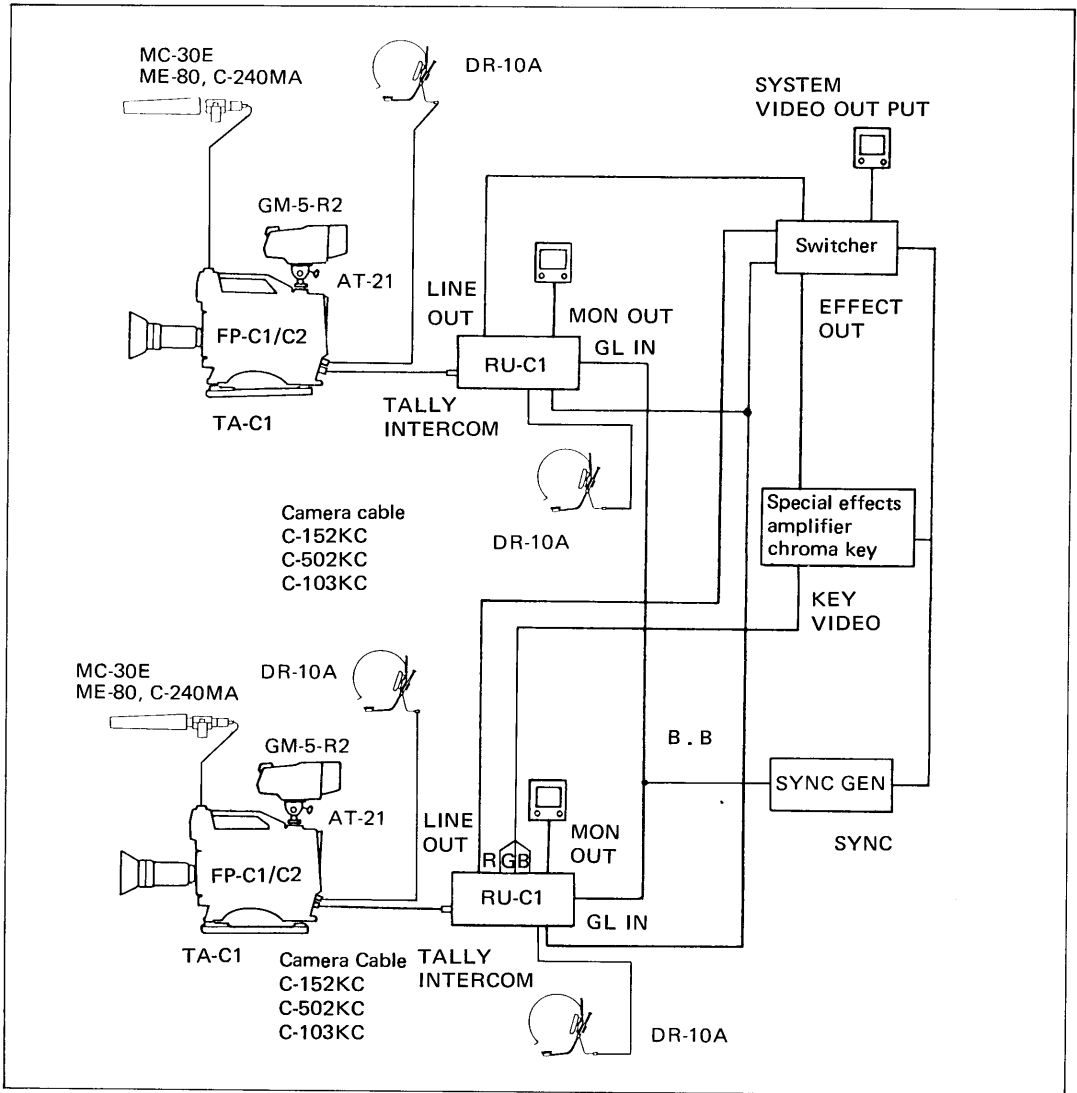 MC-30E
ME-80, C-240MA
DR-10A
SYSTEM
VIDEO OUT PUT
GM-5-R2
AT-21
FP-C1/C2
TA-C1
LINE
OUT
MON OUT
GL IN
RU-C1
TALLY
INTERCOM
Switcher
EFFECT
OUT
DR-10A
Camera cable
C-152KC
C-502KC
C-103KC
Special effects
amplifier
chroma key
KEY
VIDEO
MC-30E
ME-80, C-240MA
DR-10A
GM-5-R2
AT-21
FP-C1/C2
TA-C1
B.B
SYNC GEN
SYNC
LINE
OUT
R G B
MON
OUT
RU-C1
GL IN
TALLY
INTERCOM
Camera Cable
C-152KC
C-502KC
C-103KC
DR-10A